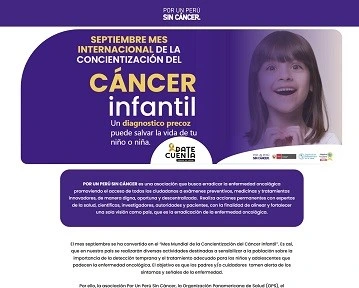 POR UN PERÚ
SIN CÁNCER.
SEPTIEMBRE MES
INTERNACIONAL DE LA
CONCIENTIZACIÓN DEL
CÁNCER
infantil
Un diagnostico precoz
puede salvar la vida de tu
niño o niña.
DATE
CUENTA
POR UN PERÚ
SIN CÁNCER.
POR UN PERÚ SIN CÁNCER es una asociación que busca erradicar la enfermedad oncológica
promoviendo el acceso de todos los ciudadanos a exámenes preventivos, medicinas y tratamientos
innovadores, de manera digna, oportuna y descentralizado. Realiza acciones permanentes con expertos
de la salud, científicos, investigadores, autoridades y pacientes, con la finalidad de alinear y fortalecer
una sola visión como país, que es la erradicación de la enfermedad oncológica.
El mes septiembre se ha convertido en el "Mes Mundial de la Concientización del Cáncer Infantil". Es así,
que en nuestro país se realizarán diversas actividades destinadas a sensibilizar a la población sobre la
importancia de la detección temprana y el tratamiento adecuado para los niños y adolescentes que
padecen la enfermedad oncológica. El objetivo es que los padres y/o cuidadores tomen alerta de los
síntomas y señales de la enfermedad.
Por ello, la asociación Por Un Perú Sin Cáncer, la Organización Panamericana de Salud (OPS), el